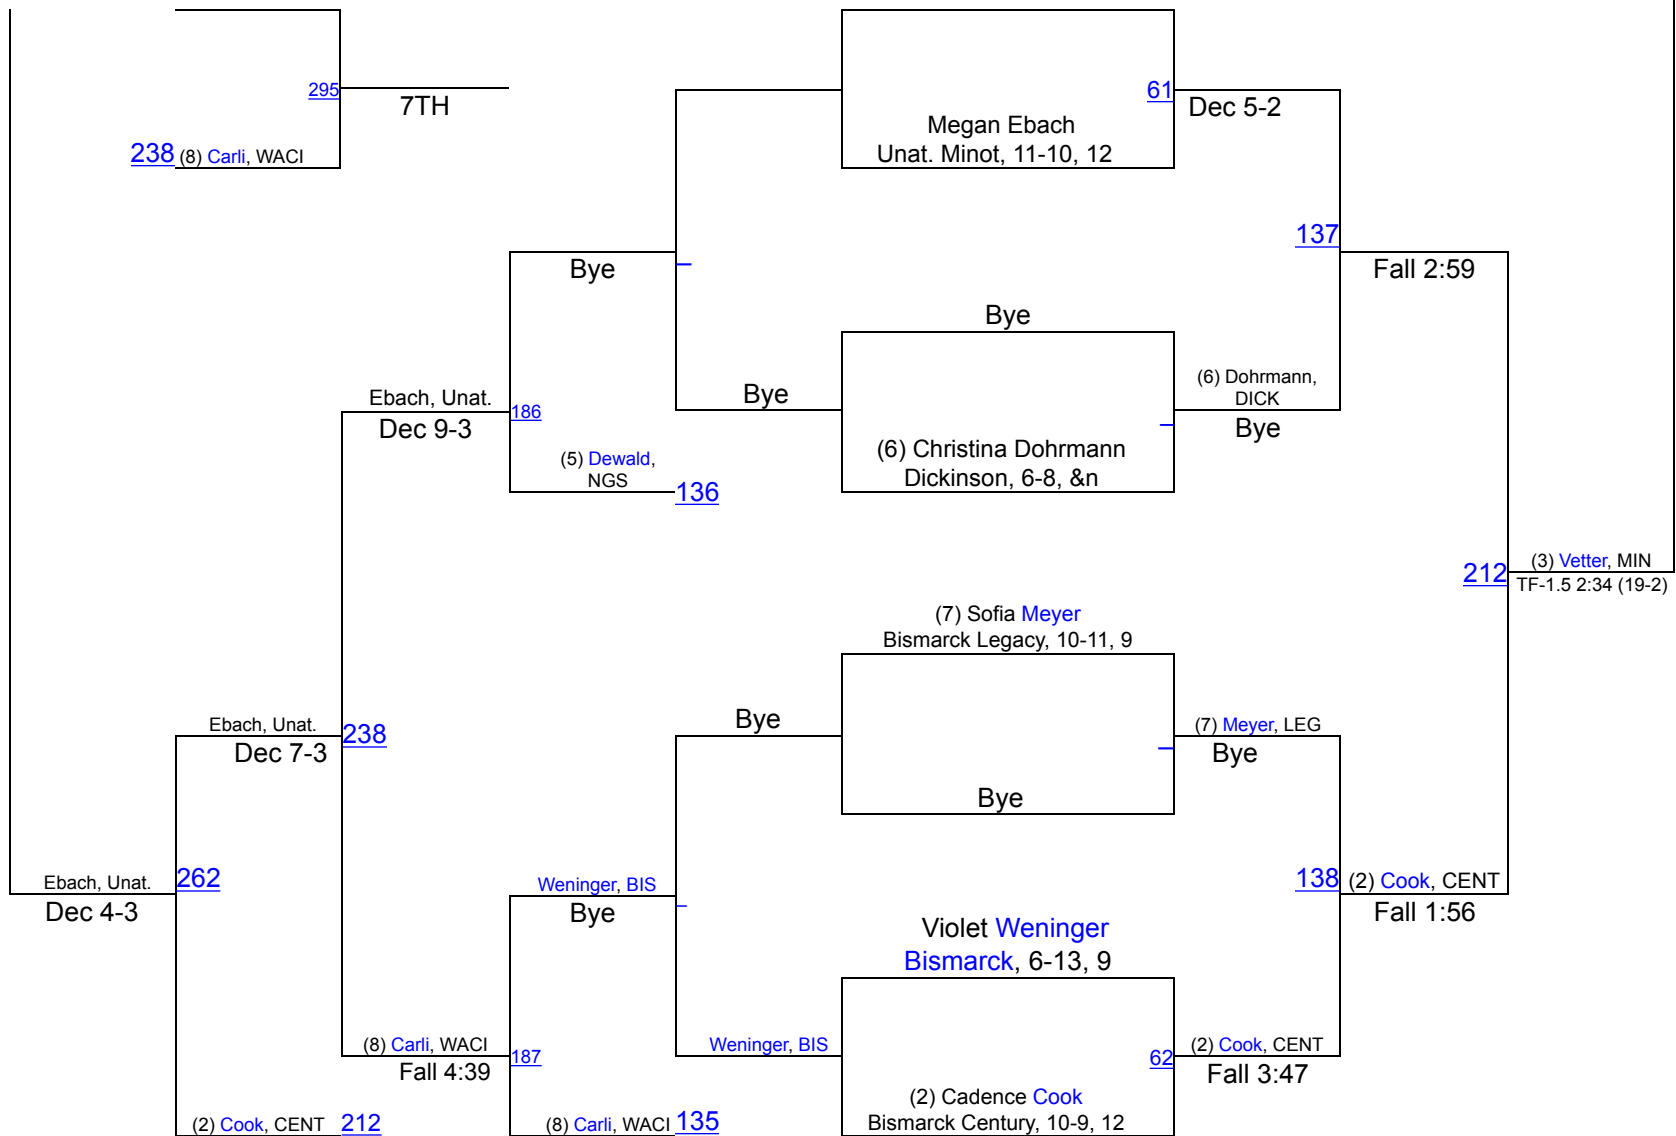 295
7TH
238 (8) Carli, WACI
61
Dec 5-2
Megan Ebach
Unat. Minot, 11-10, 12
137
Bye
Fall 2:59
Bye
Ebach, Unat.
186
Dec 9-3
Bye
(6) Dohrmann,
DICK
Bye
(5) Dewald,
NGS
136
(6) Christina Dohrmann
Dickinson, 6-8, &n
212
(3) Vetter, MIN
TF-1.5 2:34 (19-2)
(7) Sofia Meyer
Bismarck Legacy, 10-11, 9
Ebach, Unat.
238
Dec 7-3
Bye
(7) Meyer, LEG
Bye
Bye
Ebach, Unat.
262
Dec 4-3
Weninger, BIS
Bye
138
(2) Cook, CENT
Fall 1:56
Violet Weninger
Bismarck, 6-13, 9
(8) Carli, WACI
187
Fall 4:39
Weninger, BIS
62
(2) Cook, CENT
Fall 3:47
(2) Cadence Cook
Bismarck Century, 10-9, 12
(2) Cook, CENT 212
(8) Carli, WACI 135